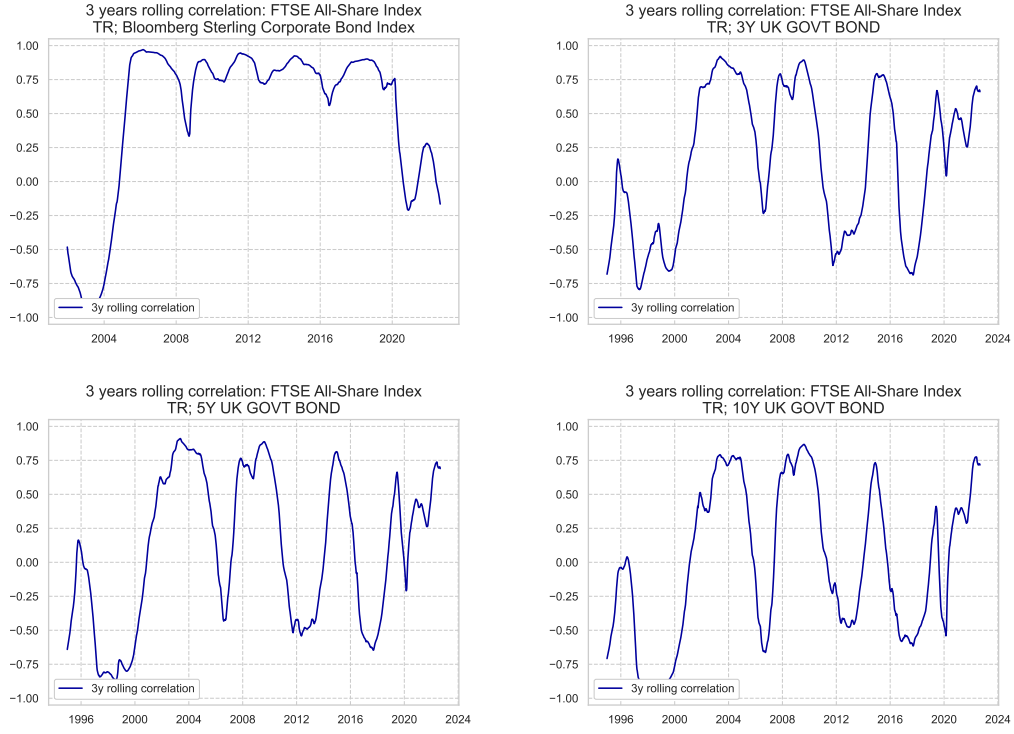 3 years rolling correlation: FTSE All-Share Index
TR; Bloomberg Sterling Corporate Bond Index
1.00
0.75
0.50
0.25
0.00
−0.25
−0.50
−0.75
−1.00
3y rolling correlation
2004 2008 2012 2016 2020
3 years rolling correlation: FTSE All-Share Index
TR; 3Y UK GOVT BOND
1.00
0.75
0.50
0.25
0.00
−0.25
−0.50
−0.75
−1.00
3y rolling correlation
1996 2000 2004 2008 2012 2016 2020 2024
3 years rolling correlation: FTSE All-Share Index
TR; 5Y UK GOVT BOND
1.00
0.75
0.50
0.25
0.00
−0.25
−0.50
−0.75
−1.00
3y rolling correlation
1996 2000 2004 2008 2012 2016 2020 2024
3 years rolling correlation: FTSE All-Share Index
TR; 10Y UK GOVT BOND
1.00
0.75
0.50
0.25
0.00
−0.25
−0.50
−0.75
−1.00
3y rolling correlation
1996 2000 2004 2008 2012 2016 2020 2024